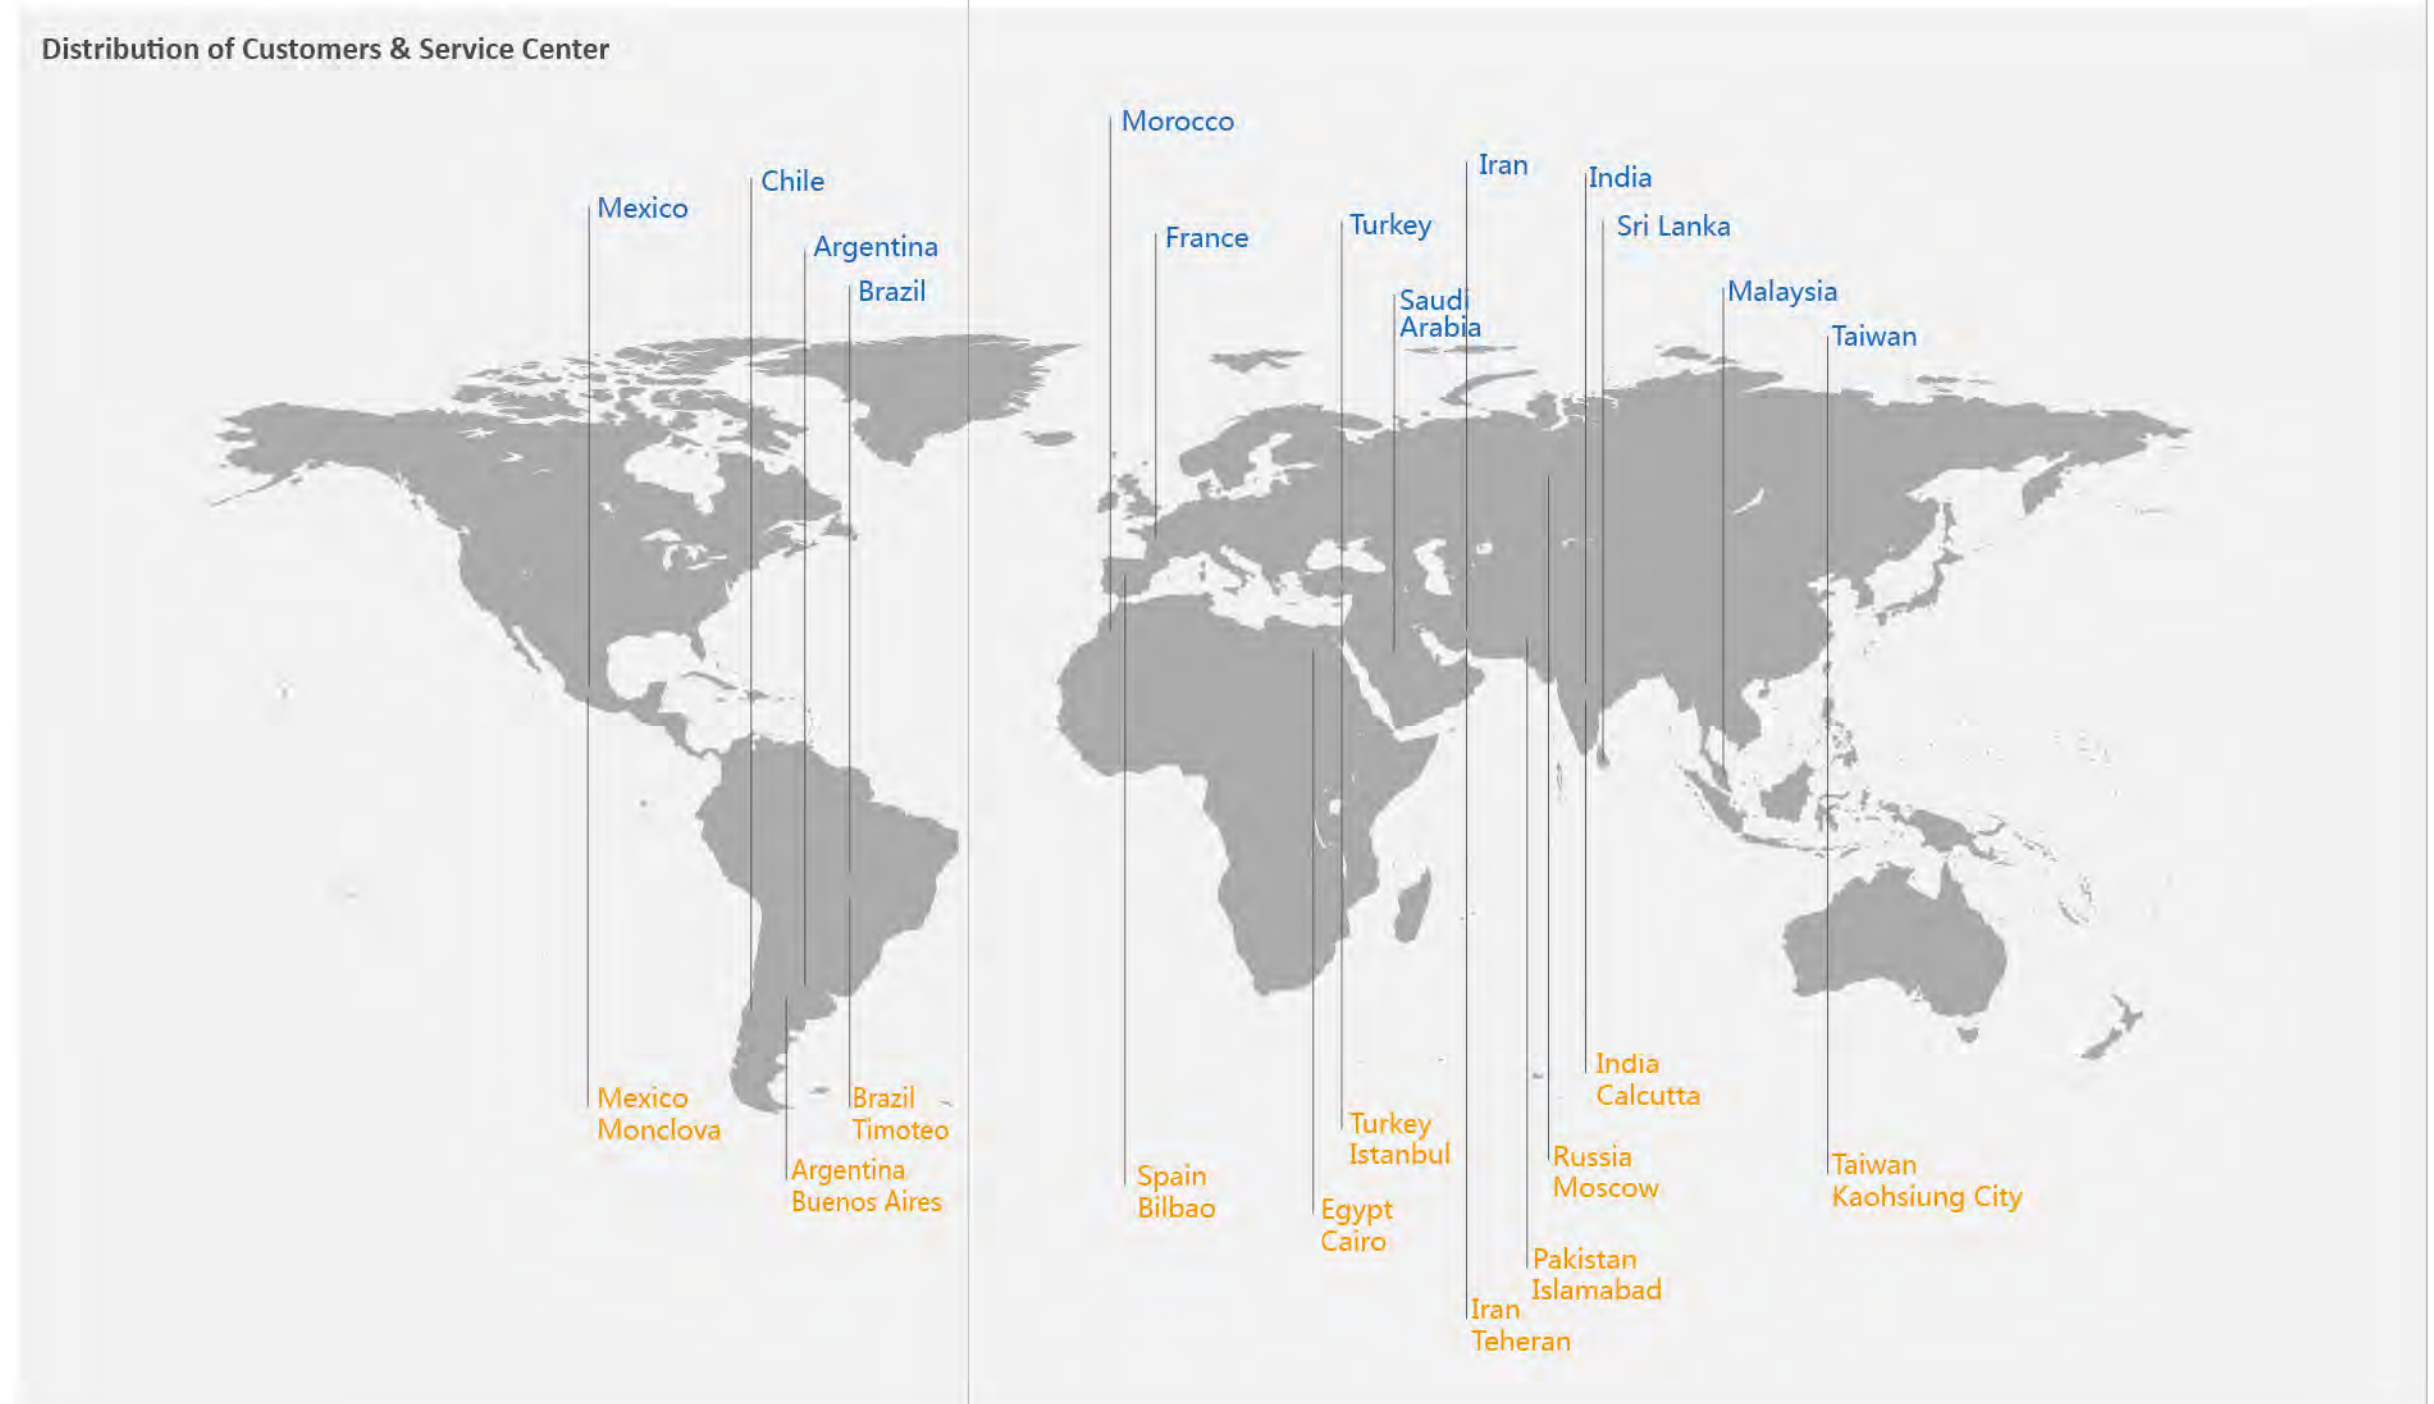 Distribution of Customers & Service Center
Morocco
Iran
India
Chile
Mexico
Turkey
Sri Lanka
France
Argentina
Brazil
Saudi
Arabia
Malaysia
Taiwan
India
Calcutta
Mexico
Monclova
Brazil
Timoteo
Turkey
Istanbul
Russia
Moscow
Taiwan
Kaohsiung City
Argentina
Buenos Aires
Spain
Bilbao
Egypt
Cairo
Pakistan
Islamabad
Iran
Teheran